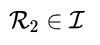 ℛ₂ ∈ ℐ